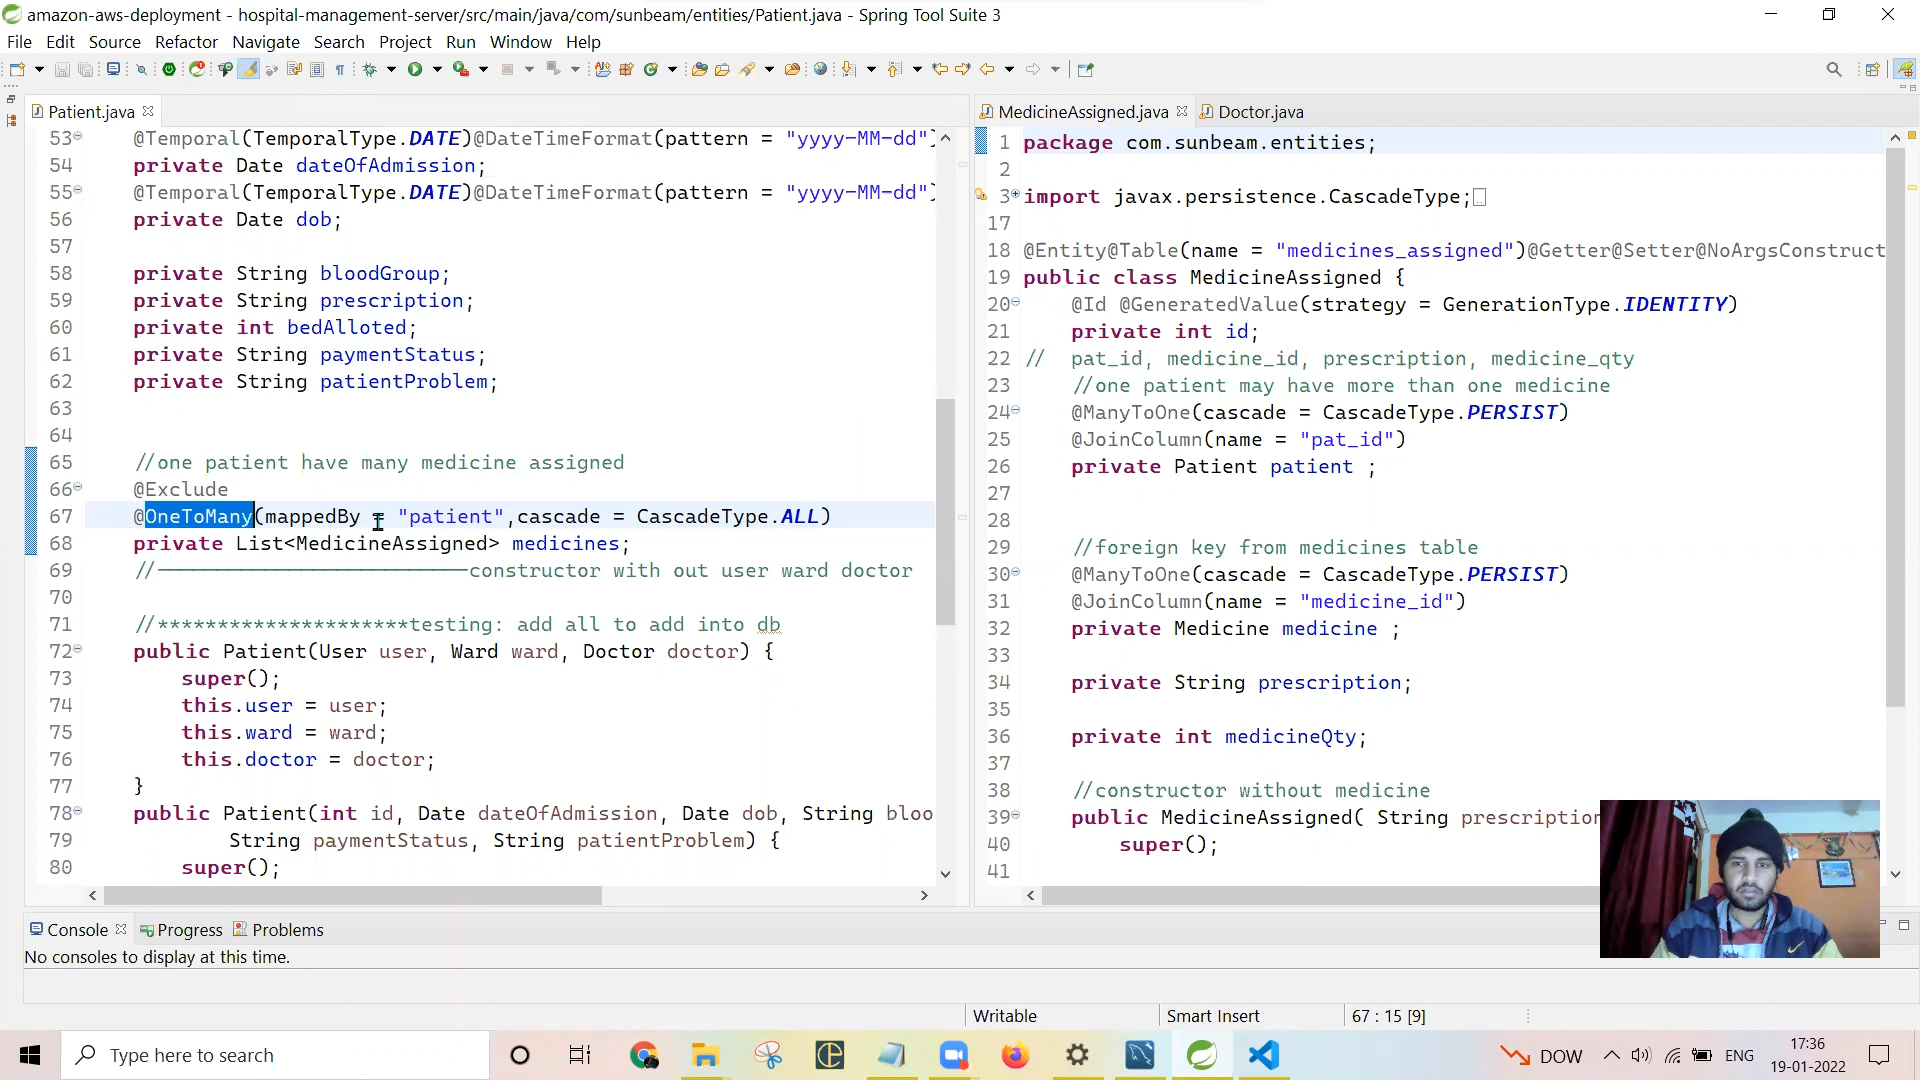 amazon-aws-deployment - hospital-management-server/src/main/java/com/sunbeam/entities/Patient.java - Spring Tool Suite 3
File Edit Source Refactor Navigate Search Project Run Window Help
Patient.java
53 @Temporal(TemporalType.DATE)@DateTimeFormat(pattern = "yyyy-MM-dd")
54 private Date dateOfAdmission;
55 @Temporal(TemporalType.DATE)@DateTimeFormat(pattern = "yyyy-MM-dd")
56 private Date dob;
57
58 private String bloodGroup;
59 private String prescription;
60 private int bedAlloted;
61 private String paymentStatus;
62 private String patientProblem;
63
64
65 //one patient have many medicine assigned
66 @Exclude
67 @OneToMany(mappedBy = "patient",cascade = CascadeType.ALL)
68 private List<MedicineAssigned> medicines;
69 //--------------------------constructor with out user ward doctor
70
71 //*********************testing: add all to add into db
72 public Patient(User user, Ward ward, Doctor doctor) {
73 super();
74 this.user = user;
75 this.ward = ward;
76 this.doctor = doctor;
77 }
78 public Patient(int id, Date dateOfAdmission, Date dob, String bloo
79 String paymentStatus, String patientProblem) {
80 super();
MedicineAssigned.java Doctor.java
1 package com.sunbeam.entities;
2
3 import javax.persistence.CascadeType;
17
18 @Entity@Table(name = "medicines_assigned")@Getter@Setter@NoArgsConstruct
19 public class MedicineAssigned {
20 @Id @GeneratedValue(strategy = GenerationType.IDENTITY)
21 private int id;
22 // pat_id, medicine_id, prescription, medicine_qty
23 //one patient may have more than one medicine
24 @ManyToOne(cascade = CascadeType.PERSIST)
25 @JoinColumn(name = "pat_id")
26 private Patient patient ;
27
28
29 //foreign key from medicines table
30 @ManyToOne(cascade = CascadeType.PERSIST)
31 @JoinColumn(name = "medicine_id")
32 private Medicine medicine ;
33
34 private String prescription;
35
36 private int medicineQty;
37
38 //constructor without medicine
39 public MedicineAssigned( String prescription
40 super();
41
Console Progress Problems
No consoles to display at this time.
Writable Smart Insert 67 : 15 [9]
Type here to search
DOW ENG
17:36
19-01-2022